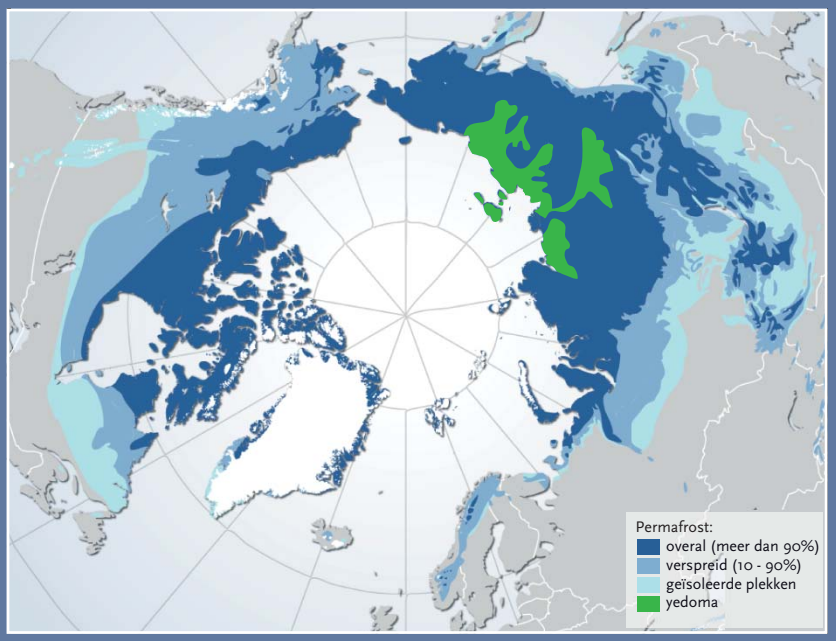 Permafrost:
overal (meer dan 90%)
verspreid (10 - 90%)
geïsoleerde plekken
yedoma